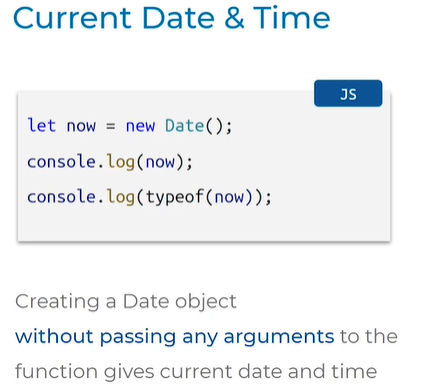 Current Date & Time
JS
let now = new Date();
console.log(now);
console.log(typeof(now));
Creating a Date object
without passing any arguments to the
function gives current date and time